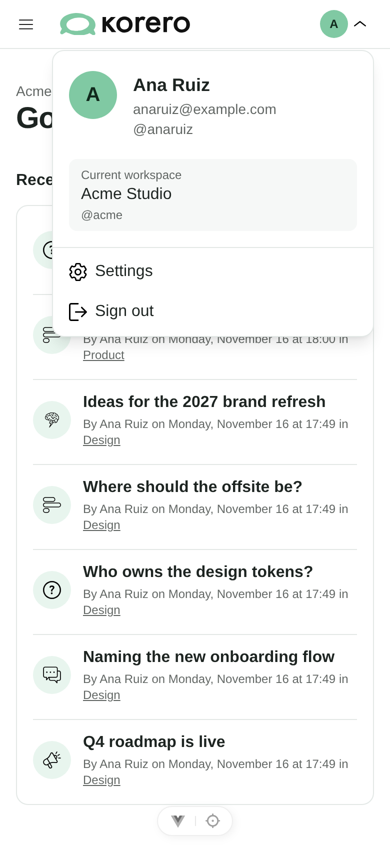 korero
A
A
Ana Ruiz
anaruiz@example.com
@anaruiz
Current workspace
Acme Studio
@acme
Settings
Sign out
Acme
Go
Rece
By Ana Ruiz on Monday, November 16 at 18:00 in
Product
Ideas for the 2027 brand refresh
By Ana Ruiz on Monday, November 16 at 17:49 in
Design
Where should the offsite be?
By Ana Ruiz on Monday, November 16 at 17:49 in
Design
Who owns the design tokens?
By Ana Ruiz on Monday, November 16 at 17:49 in
Design
Naming the new onboarding flow
By Ana Ruiz on Monday, November 16 at 17:49 in
Design
Q4 roadmap is live
By Ana Ruiz on Monday, November 16 at 17:49 in
Design